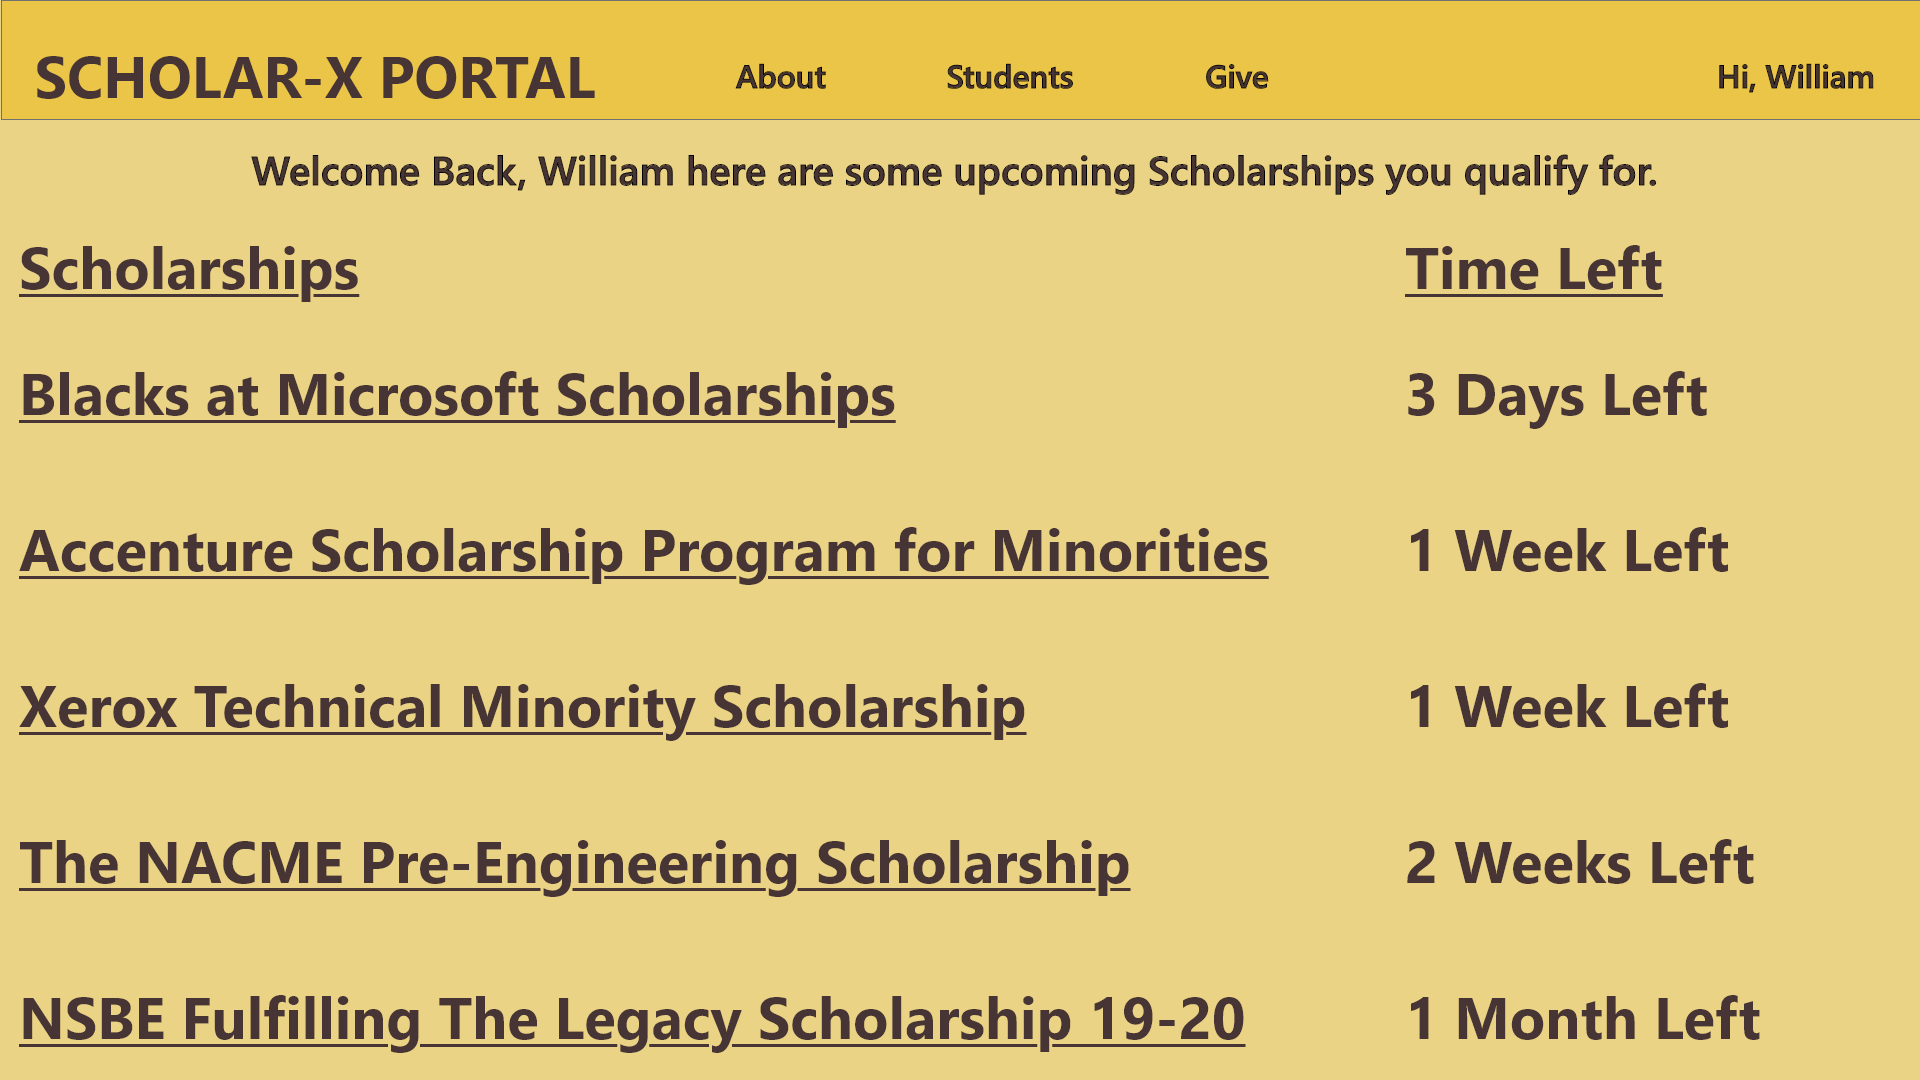 SCHOLAR-X PORTAL About Students Give Hi, William
Welcome Back, William here are some upcoming Scholarships you qualify for.
Scholarships Time Left
Blacks at Microsoft Scholarships 3 Days Left
Accenture Scholarship Program for Minorities 1 Week Left
Xerox Technical Minority Scholarship 1 Week Left
The NACME Pre-Engineering Scholarship 2 Weeks Left
NSBE Fulfilling The Legacy Scholarship 19-20 1 Month Left